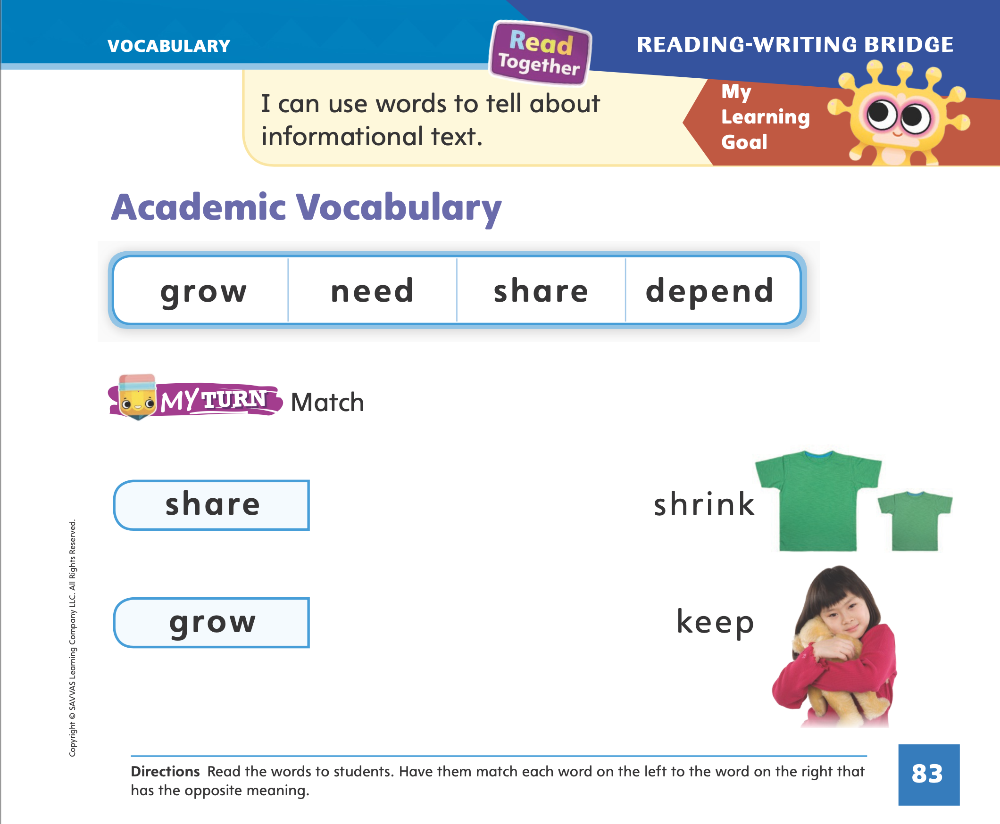 VOCABULARY
Read
Together
READING-WRITING BRIDGE
I can use words to tell about
informational text.
My
Learning
Goal
Academic Vocabulary
grow need share depend
MY TURN Match
share
shrink
grow
keep
Copyright © SAVVAS Learning Company LLC. All Rights Reserved.
Directions Read the words to students. Have them match each word on the left to the word on the right that
has the opposite meaning.
83